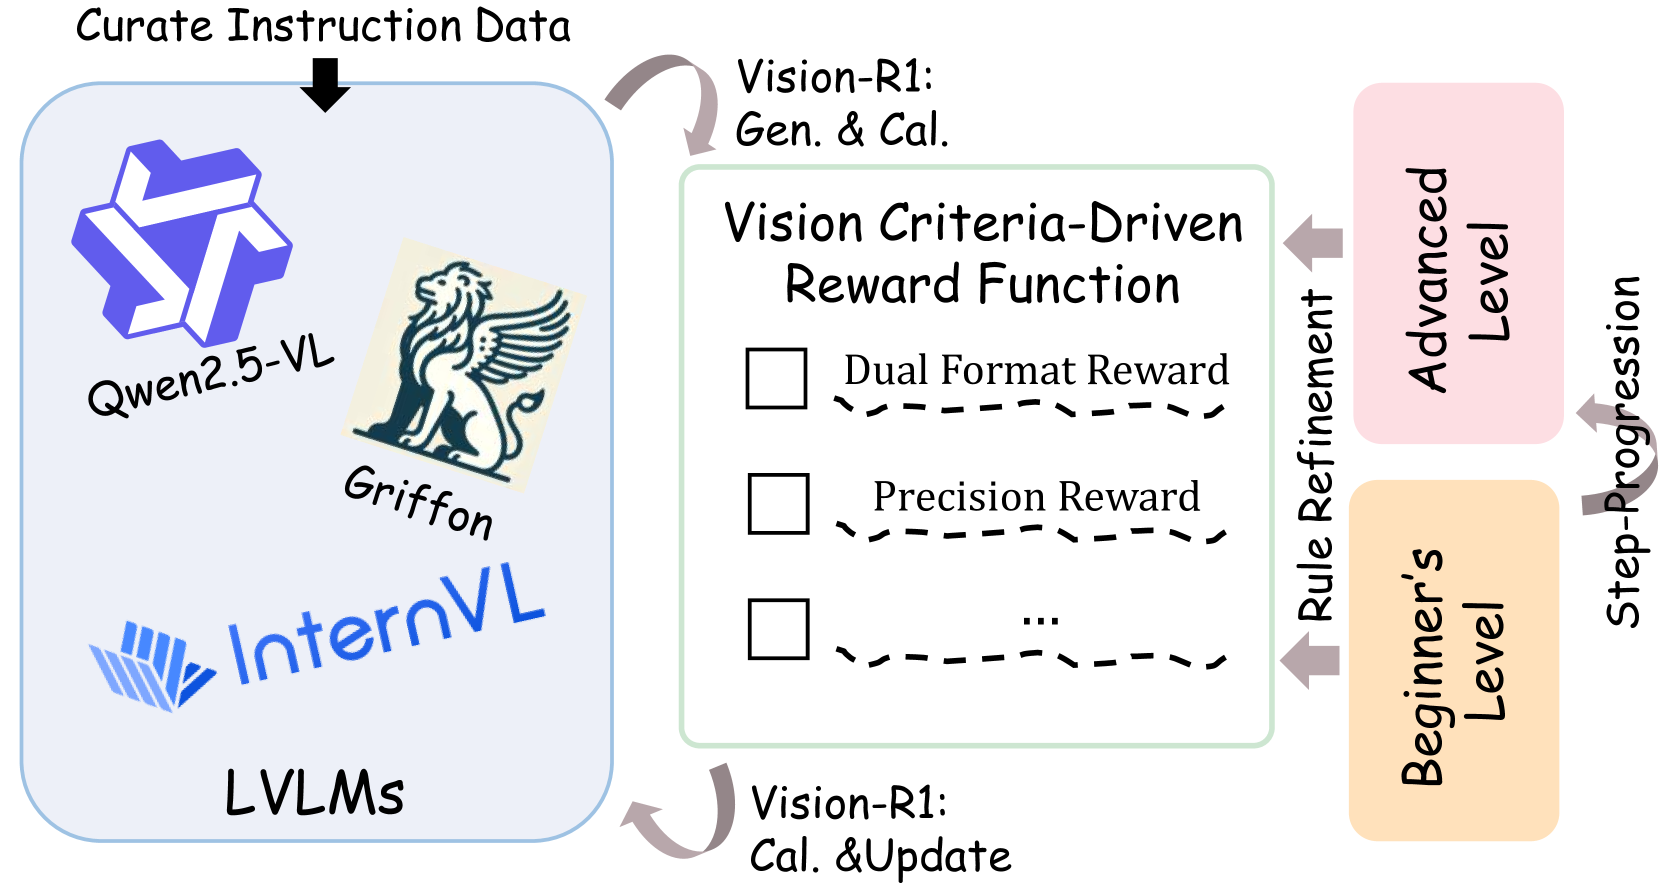 Curate Instruction Data
Qwen2.5-VL
Griffon
InternVL
LVLMs
Vision-R1:
Gen. & Cal.
Vision Criteria-Driven
Reward Function
Dual Format Reward
Precision Reward
...
Vision-R1:
Cal. &Update
Rule Refinement
Advanced
Level
Beginner's
Level
Step-Progression